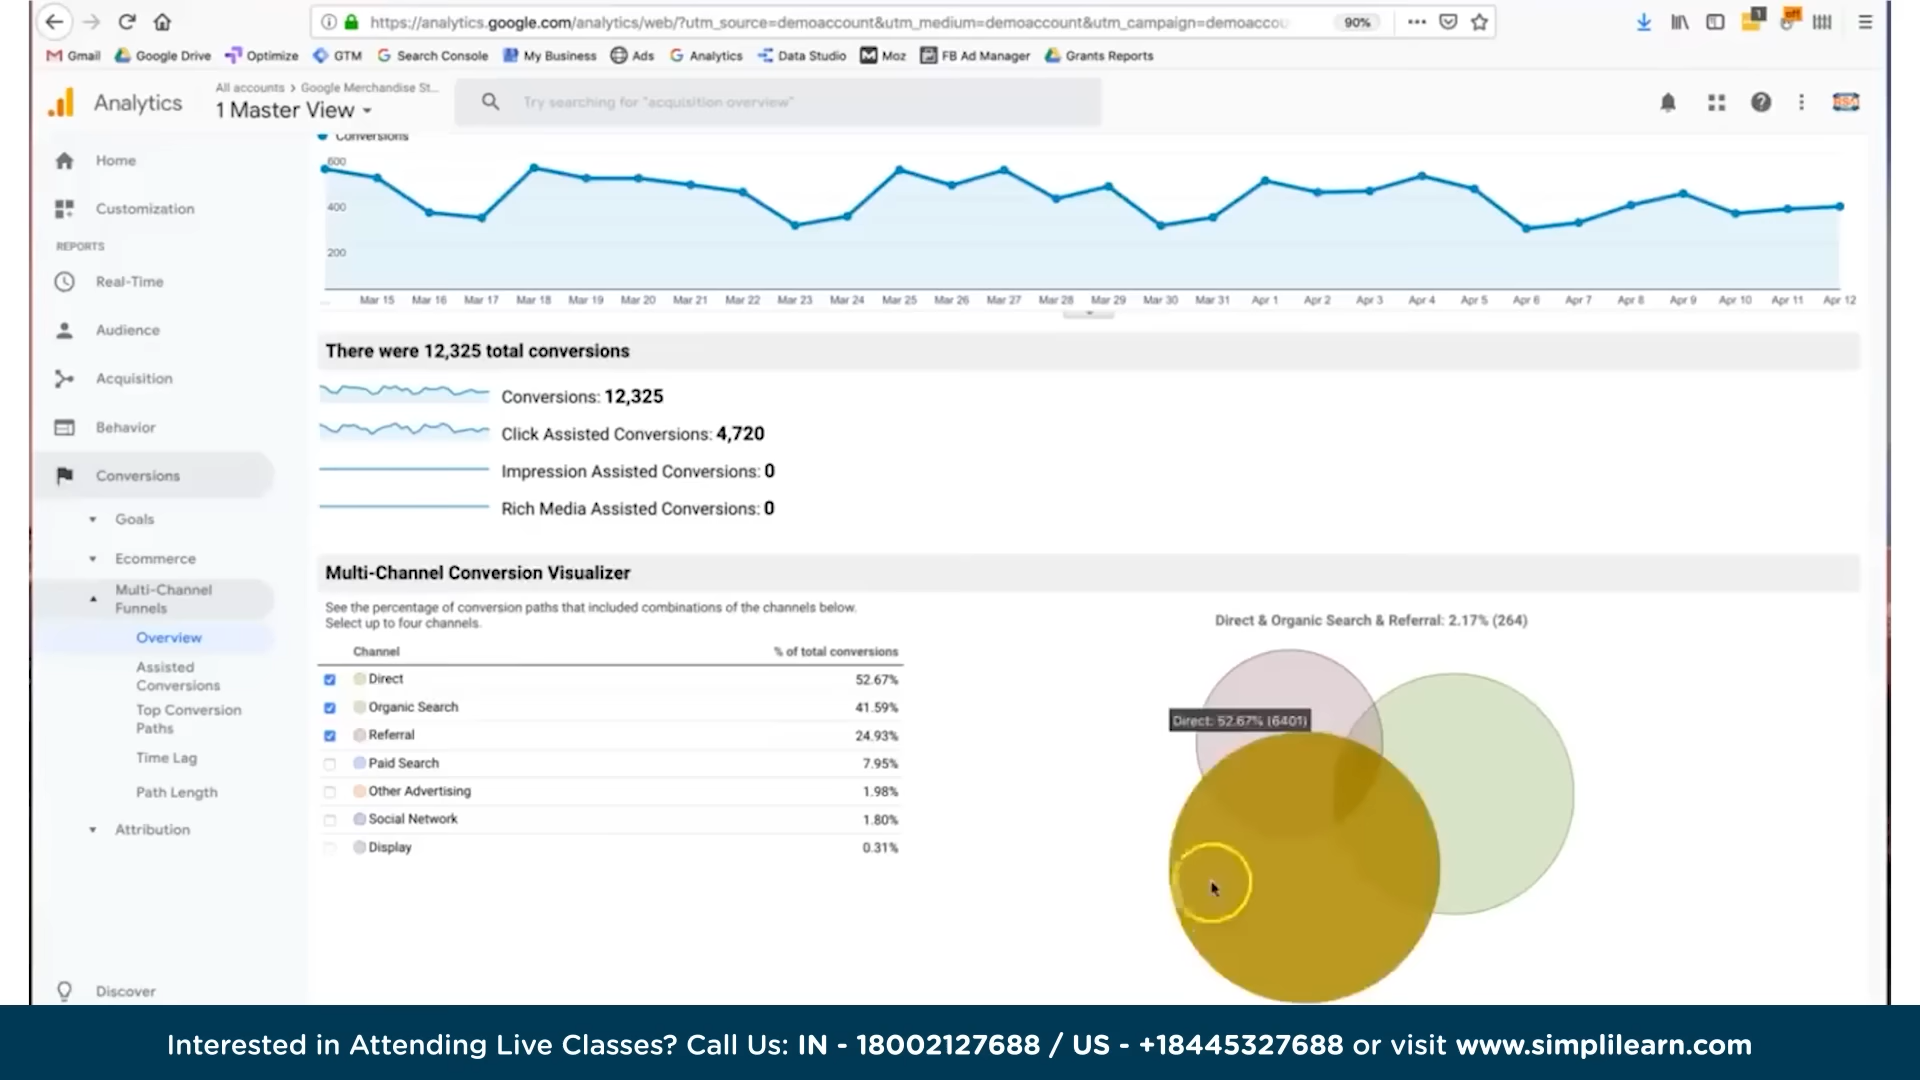 https://analytics.google.com/analytics/web/?utm_source=demoaccount&utm_medium=demoaccount&utm_campaign=demoaccou
90%
1
off
Gmail Google Drive Optimize GTM Search Console My Business Ads Analytics Data Studio Moz FB Ad Manager Grants Reports
Analytics
All accounts > Google Merchandise St...
1 Master View
Try searching for "acquisition overview"
Home
Customization
REPORTS
Real-Time
Audience
Acquisition
Behavior
Conversions
Goals
Ecommerce
Multi-Channel
Funnels
Overview
Assisted
Conversions
Top Conversion
Paths
Time Lag
Path Length
Attribution
Discover
Conversions
600
400
200
... Mar 15 Mar 16 Mar 17 Mar 18 Mar 19 Mar 20 Mar 21 Mar 22 Mar 23 Mar 24 Mar 25 Mar 26 Mar 27 Mar 28 Mar 29 Mar 30 Mar 31 Apr 1 Apr 2 Apr 3 Apr 4 Apr 5 Apr 6 Apr 7 Apr 8 Apr 9 Apr 10 Apr 11 Apr 12
There were 12,325 total conversions
Conversions: 12,325
Click Assisted Conversions: 4,720
Impression Assisted Conversions: 0
Rich Media Assisted Conversions: 0
Multi-Channel Conversion Visualizer
See the percentage of conversion paths that included combinations of the channels below.
Select up to four channels.
Channel % of total conversions
Direct 52.67%
Organic Search 41.59%
Referral 24.93%
Paid Search 7.95%
Other Advertising 1.98%
Social Network 1.80%
Display 0.31%
Direct & Organic Search & Referral: 2.17% (264)
Direct: 52.67% (6401)
Interested in Attending Live Classes? Call Us: IN - 18002127688 / US - +18445327688 or visit www.simplilearn.com